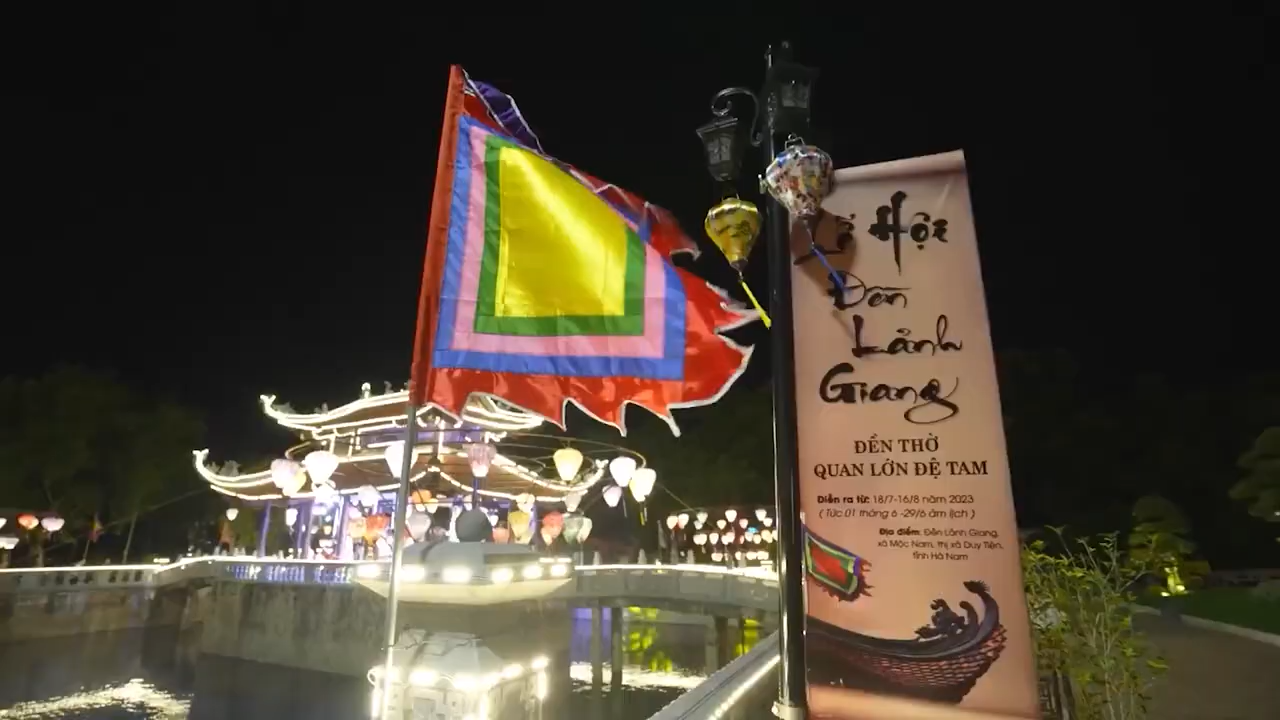 Lễ Hội
Đền
Lảnh
Giang
ĐỀN THỜ
QUAN LỚN ĐỆ TAM
Diễn ra từ: 18/7-16/8 năm 2023
( Tức 01 tháng 6 -29/6 âm lịch )
Địa điểm: Đền Lảnh Giang,
xã Mộc Nam, thị xã Duy Tiên,
tỉnh Hà Nam